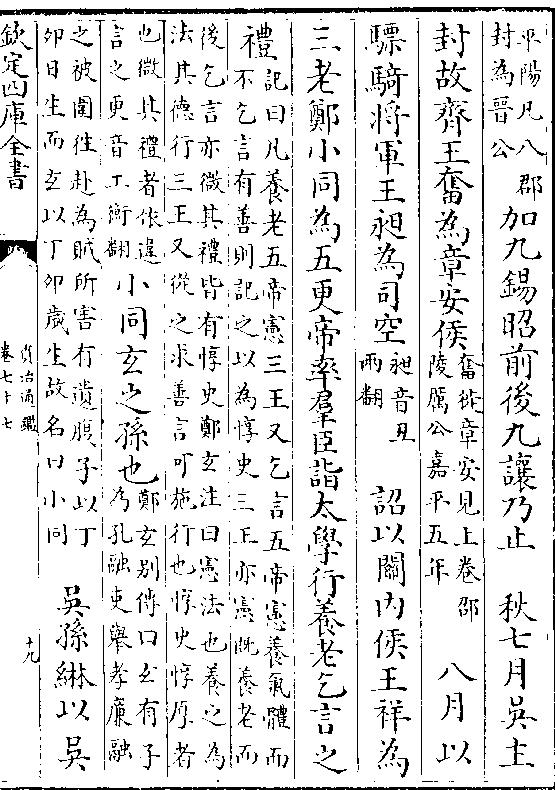 平陽凡八郡封為晉公加九錫昭前後九讓乃止　秋七月吳主
封故齊王奮為章安侯奮徙章安見上卷邵陵厲公嘉平五年　八月以
驃騎將軍王昶為司空昶音丑兩翻　詔以關内侯王祥為
三老鄭小同為五更帝率羣臣詣太學行養老乞言之
禮記曰凡養老五帝憲三王又乞言五帝憲養氣體而不乞言有善則記之以為惇史三王亦憲既養老而
後乞言亦微其禮皆有惇史鄭玄注曰憲法也養之為法其德行三王又從之求善言可施行也惇史惇厚者
也微其禮者依違言之更音工衡翻小同玄之孫也鄭玄别傳曰玄有子為孔融吏舉孝廉融
之被圍往赴為賊所害有遺腹子以丁卯日生而玄以丁卯歲生故名曰小同　吳孫綝以吳
欽定四庫全書
資治通鑑
卷七十七
十九